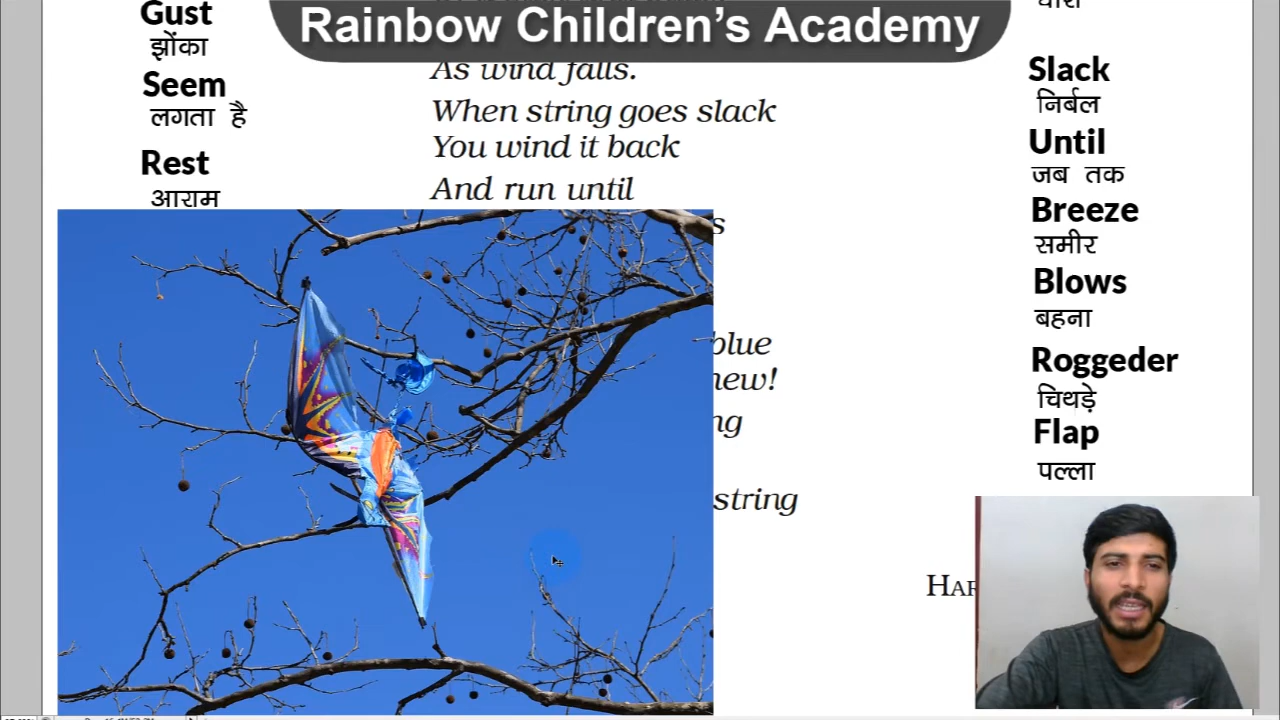 Rainbow Children's Academy
Gust
झोंका
Seem
लगता है
Rest
आराम
As wind falls.
When string goes slack
You wind it back
And run until
blue
new!
ng
string
Slack
निर्बल
Until
जब तक
Breeze
समीर
Blows
बहना
Roggeder
चिथड़े
Flap
पल्ला